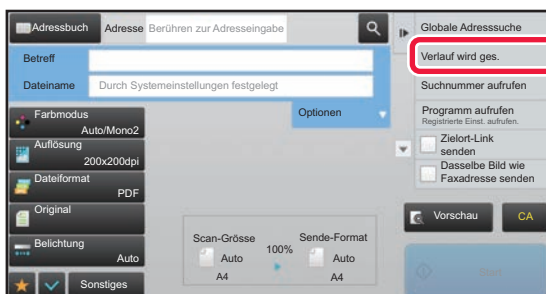 Adressbuch
Adresse
Berühren zur Adresseingabe
Betreff
Dateiname
Durch Systemeinstellungen festgelegt
Optionen
Farbmodus
Auto/Mono2
Auflösung
200x200dpi
Dateiformat
PDF
Original
Belichtung
Auto
Sonstiges
Scan-Grösse
Auto
A4
100%
Sende-Format
Auto
A4
Globale Adresssuche
Verlauf wird ges.
Suchnummer aufrufen
Programm aufrufen
Registrierte Einst. aufrufen.
Zielort-Link
senden
Dasselbe Bild wie
Faxadresse senden
Vorschau
CA
Start